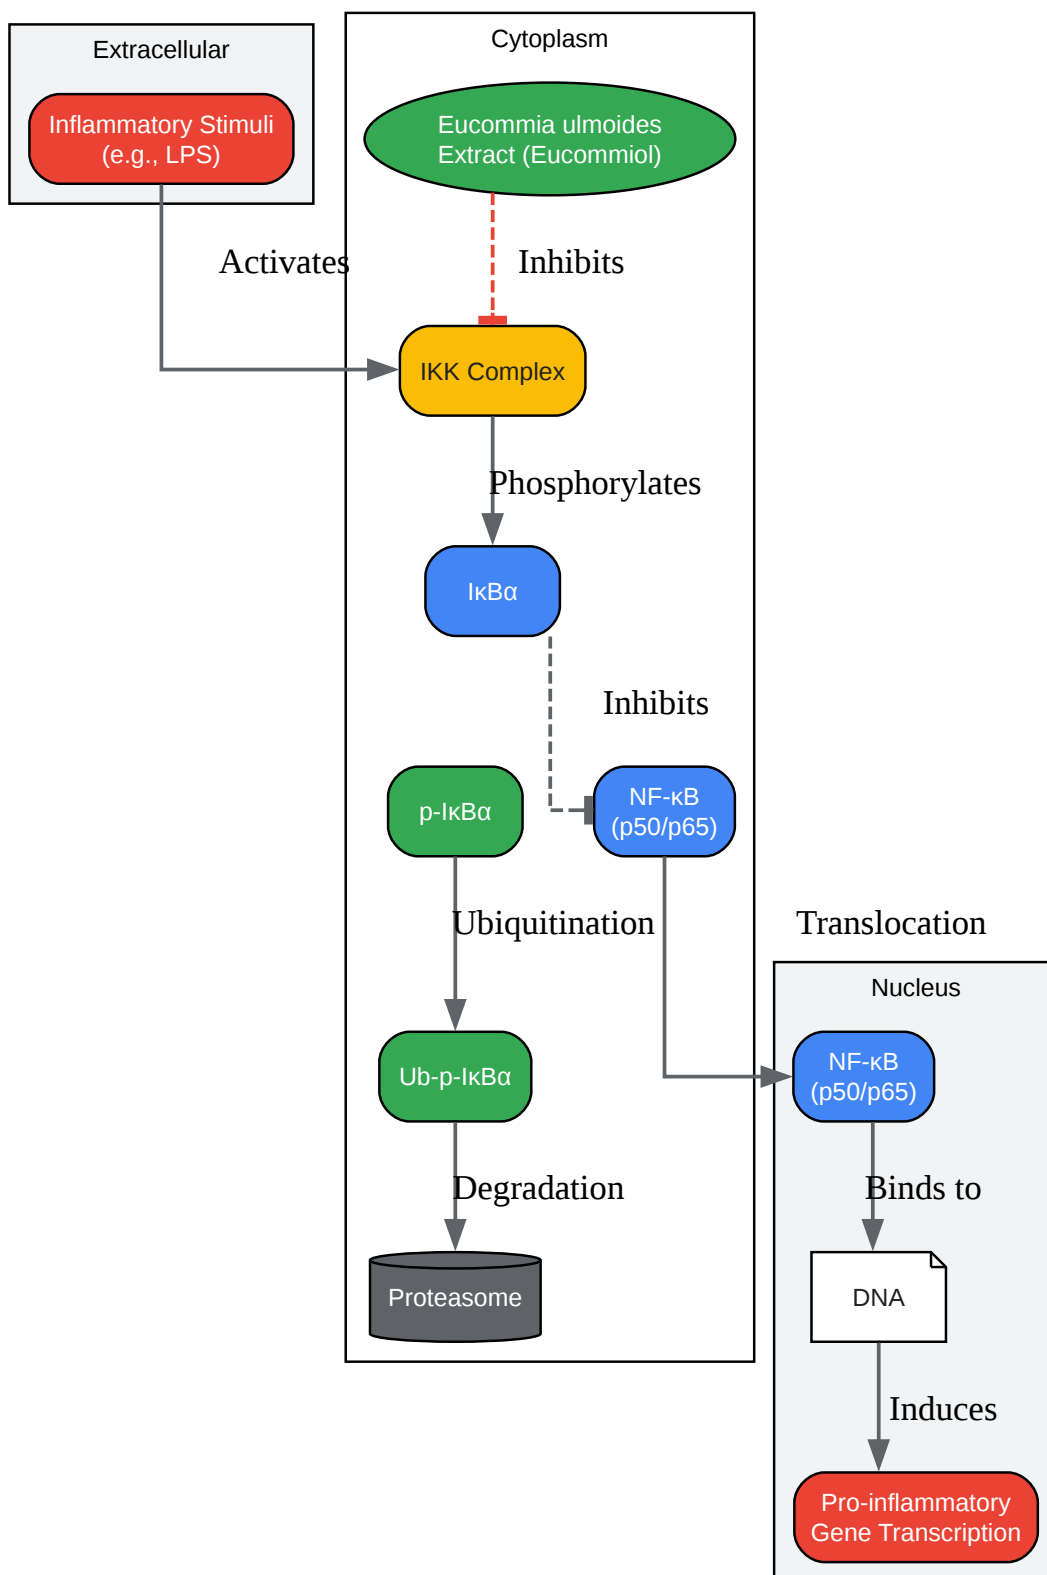 Extracellular
Cytoplasm
Inflammatory Stimuli
(e.g., LPS)
Eucommia ulmoides
Extract (Eucommiol)
Activates
Inhibits
IKK Complex
Phosphorylates
IκBα
Inhibits
p-IκBα
NF-κB
(p50/p65)
Ubiquitination
Translocation
Nucleus
Ub-p-IκBα
NF-κB
(p50/p65)
Degradation
Binds to
Proteasome
DNA
Induces
Pro-inflammatory
Gene Transcription